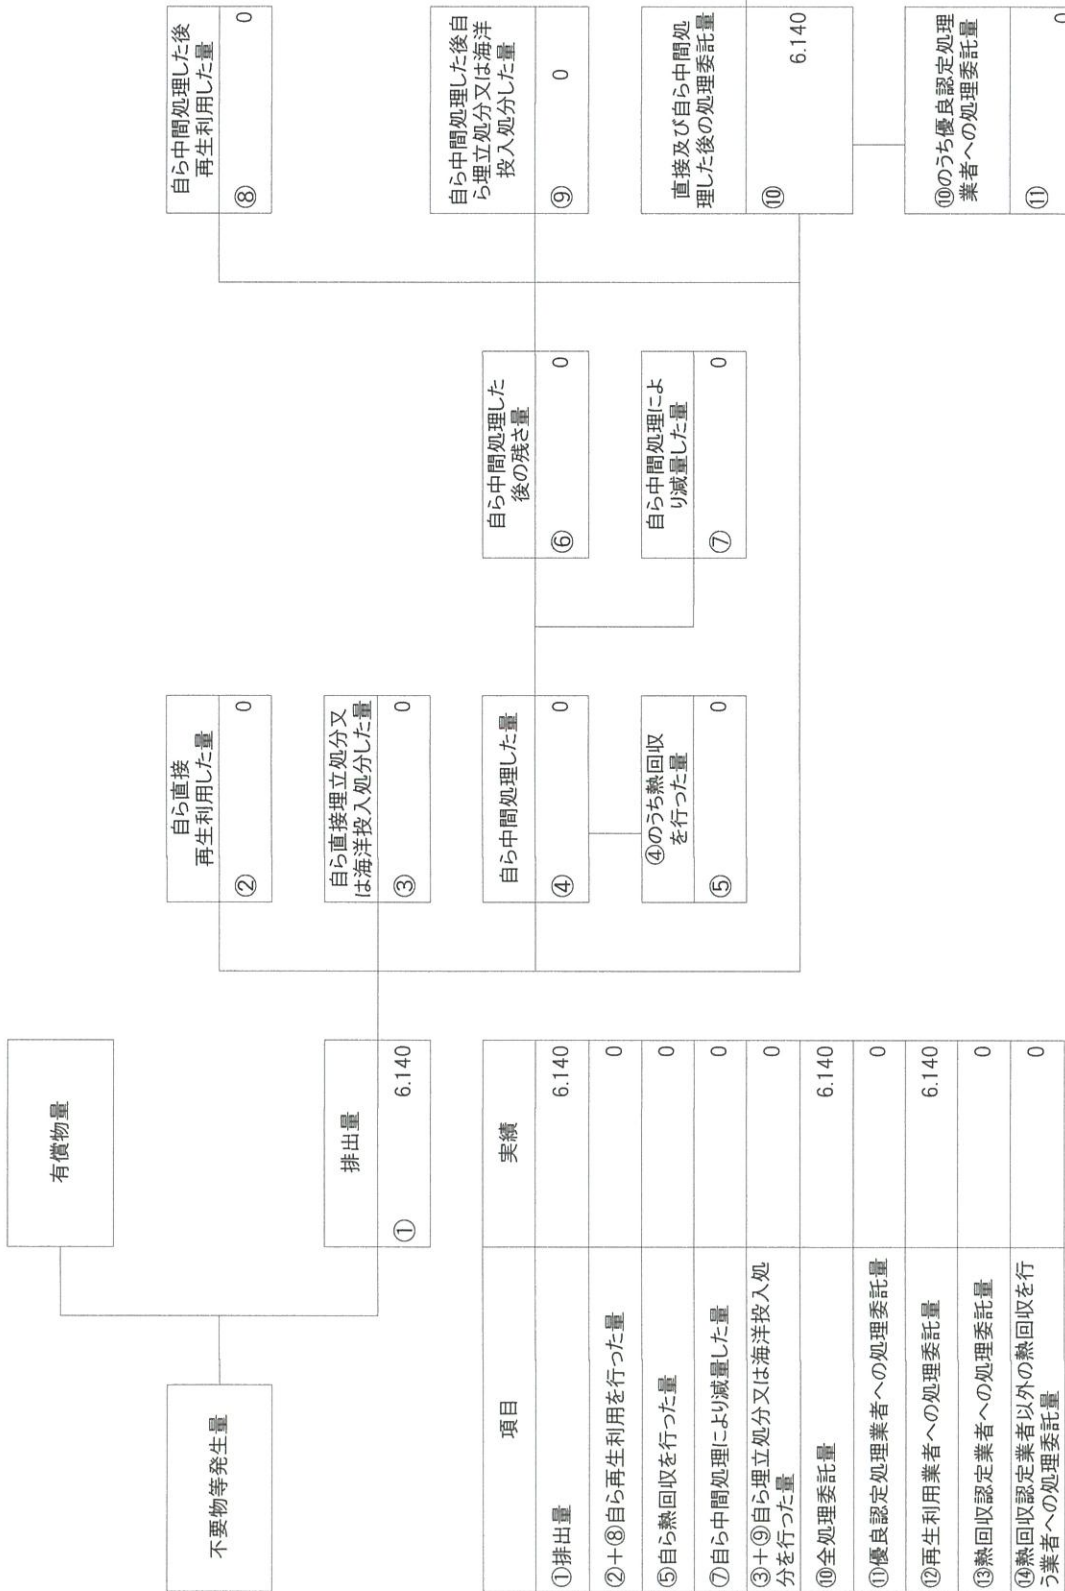 不要物等発生量
有償物量
排出量
① 6.140
自ら直接
再生利用した量
② 0
自ら直接埋立処分又
は海洋投入処分した量
③ 0
自ら中間処理した量
④ 0
④のうち熱回収
を行った量
⑤ 0
自ら中間処理した
後の残さ量
⑥ 0
自ら中間処理によ
り減量した量
⑦ 0
自ら中間処理した後
再生利用した量
⑧ 0
自ら中間処理した後自
ら埋立処分又は海洋
投入処分した量
⑨ 0
直接及び自ら中間処
理した後の処理委託量
⑩ 6.140
⑩のうち優良認定処理
業者への処理委託量
⑪ 0
項目 実績
①排出量 6.140
②+⑧自ら再生利用を行った量 0
⑤自ら熱回収を行った量 0
⑦自ら中間処理により減量した量 0
③+⑨自ら埋立処分又は海洋投入処
分を行った量 0
⑩全処理委託量 6.140
⑪優良認定処理業者への処理委託量 0
⑫再生利用業者への処理委託量 6.140
⑬熱回収認定業者への処理委託量 0
⑭熱回収認定業者以外の熱回収を行
う業者への処理委託量 0